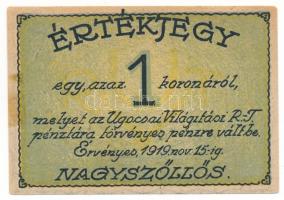 ÉRTÉKJEGY
egy, azaz 1 koronáról,
melyet az Ugocsai Világítási R.-T.
pénztára törvényes pénzre vált be.
Érvényes, 1919. nov. 15-ig.
NAGYSZŐLLŐS.